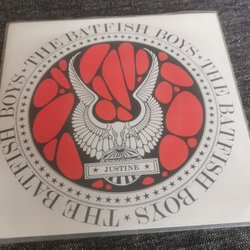 THE BATFISH BOYS · THE BATFISH BOYS · THE BATFISH BOYS ·
★ JUSTINE ★